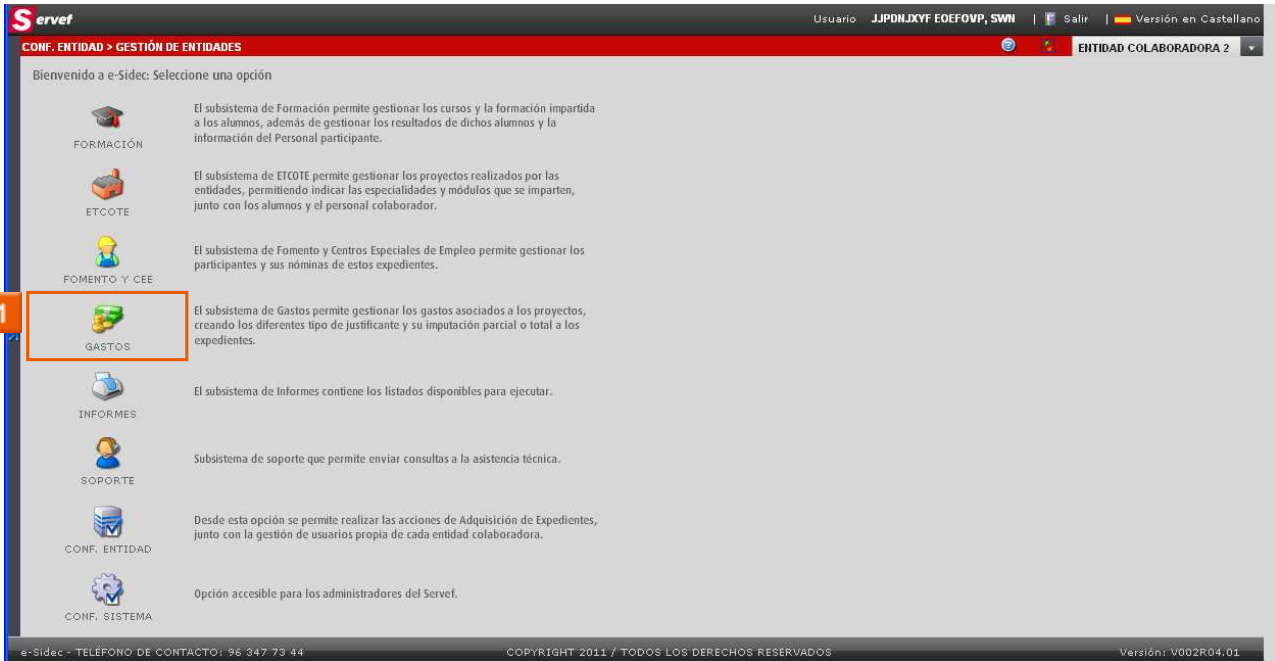 Servef
Usuario JJPDNJXYF EOEFOVP, SWN | Salir | Versión en Castellano
CONF. ENTIDAD > GESTIÓN DE ENTIDADES
ENTIDAD COLABORADORA 2
Bienvenido a e-Sidec: Seleccione una opción
El subsistema de Formación permite gestionar los cursos y la formación impartida
a los alumnos, además de gestionar los resultados de dichos alumnos y la
información del Personal participante.
FORMACIÓN
El subsistema de ETCOTE permite gestionar los proyectos realizados por las
entidades, permitiendo indicar las especialidades y módulos que se imparten,
junto con los alumnos y el personal colaborador.
ETCOTE
El subsistema de Fomento y Centros Especiales de Empleo permite gestionar los
participantes y sus nóminas de estos expedientes.
FOMENTO Y CEE
1
El subsistema de Gastos permite gestionar los gastos asociados a los proyectos,
creando los diferentes tipo de justificante y su imputación parcial o total a los
expedientes.
GASTOS
El subsistema de Informes contiene los listados disponibles para ejecutar.
INFORMES
Subsistema de soporte que permite enviar consultas a la asistencia técnica.
SOPORTE
Desde esta opción se permite realizar las acciones de Adquisición de Expedientes,
junto con la gestión de usuarios propia de cada entidad colaboradora.
CONF. ENTIDAD
Opción accesible para los administradores del Servef.
CONF. SISTEMA
e-Sidec - TELÉFONO DE CONTACTO: 96 347 73 44
COPYRIGHT 2011 / TODOS LOS DERECHOS RESERVADOS
Versión: V002R04.01